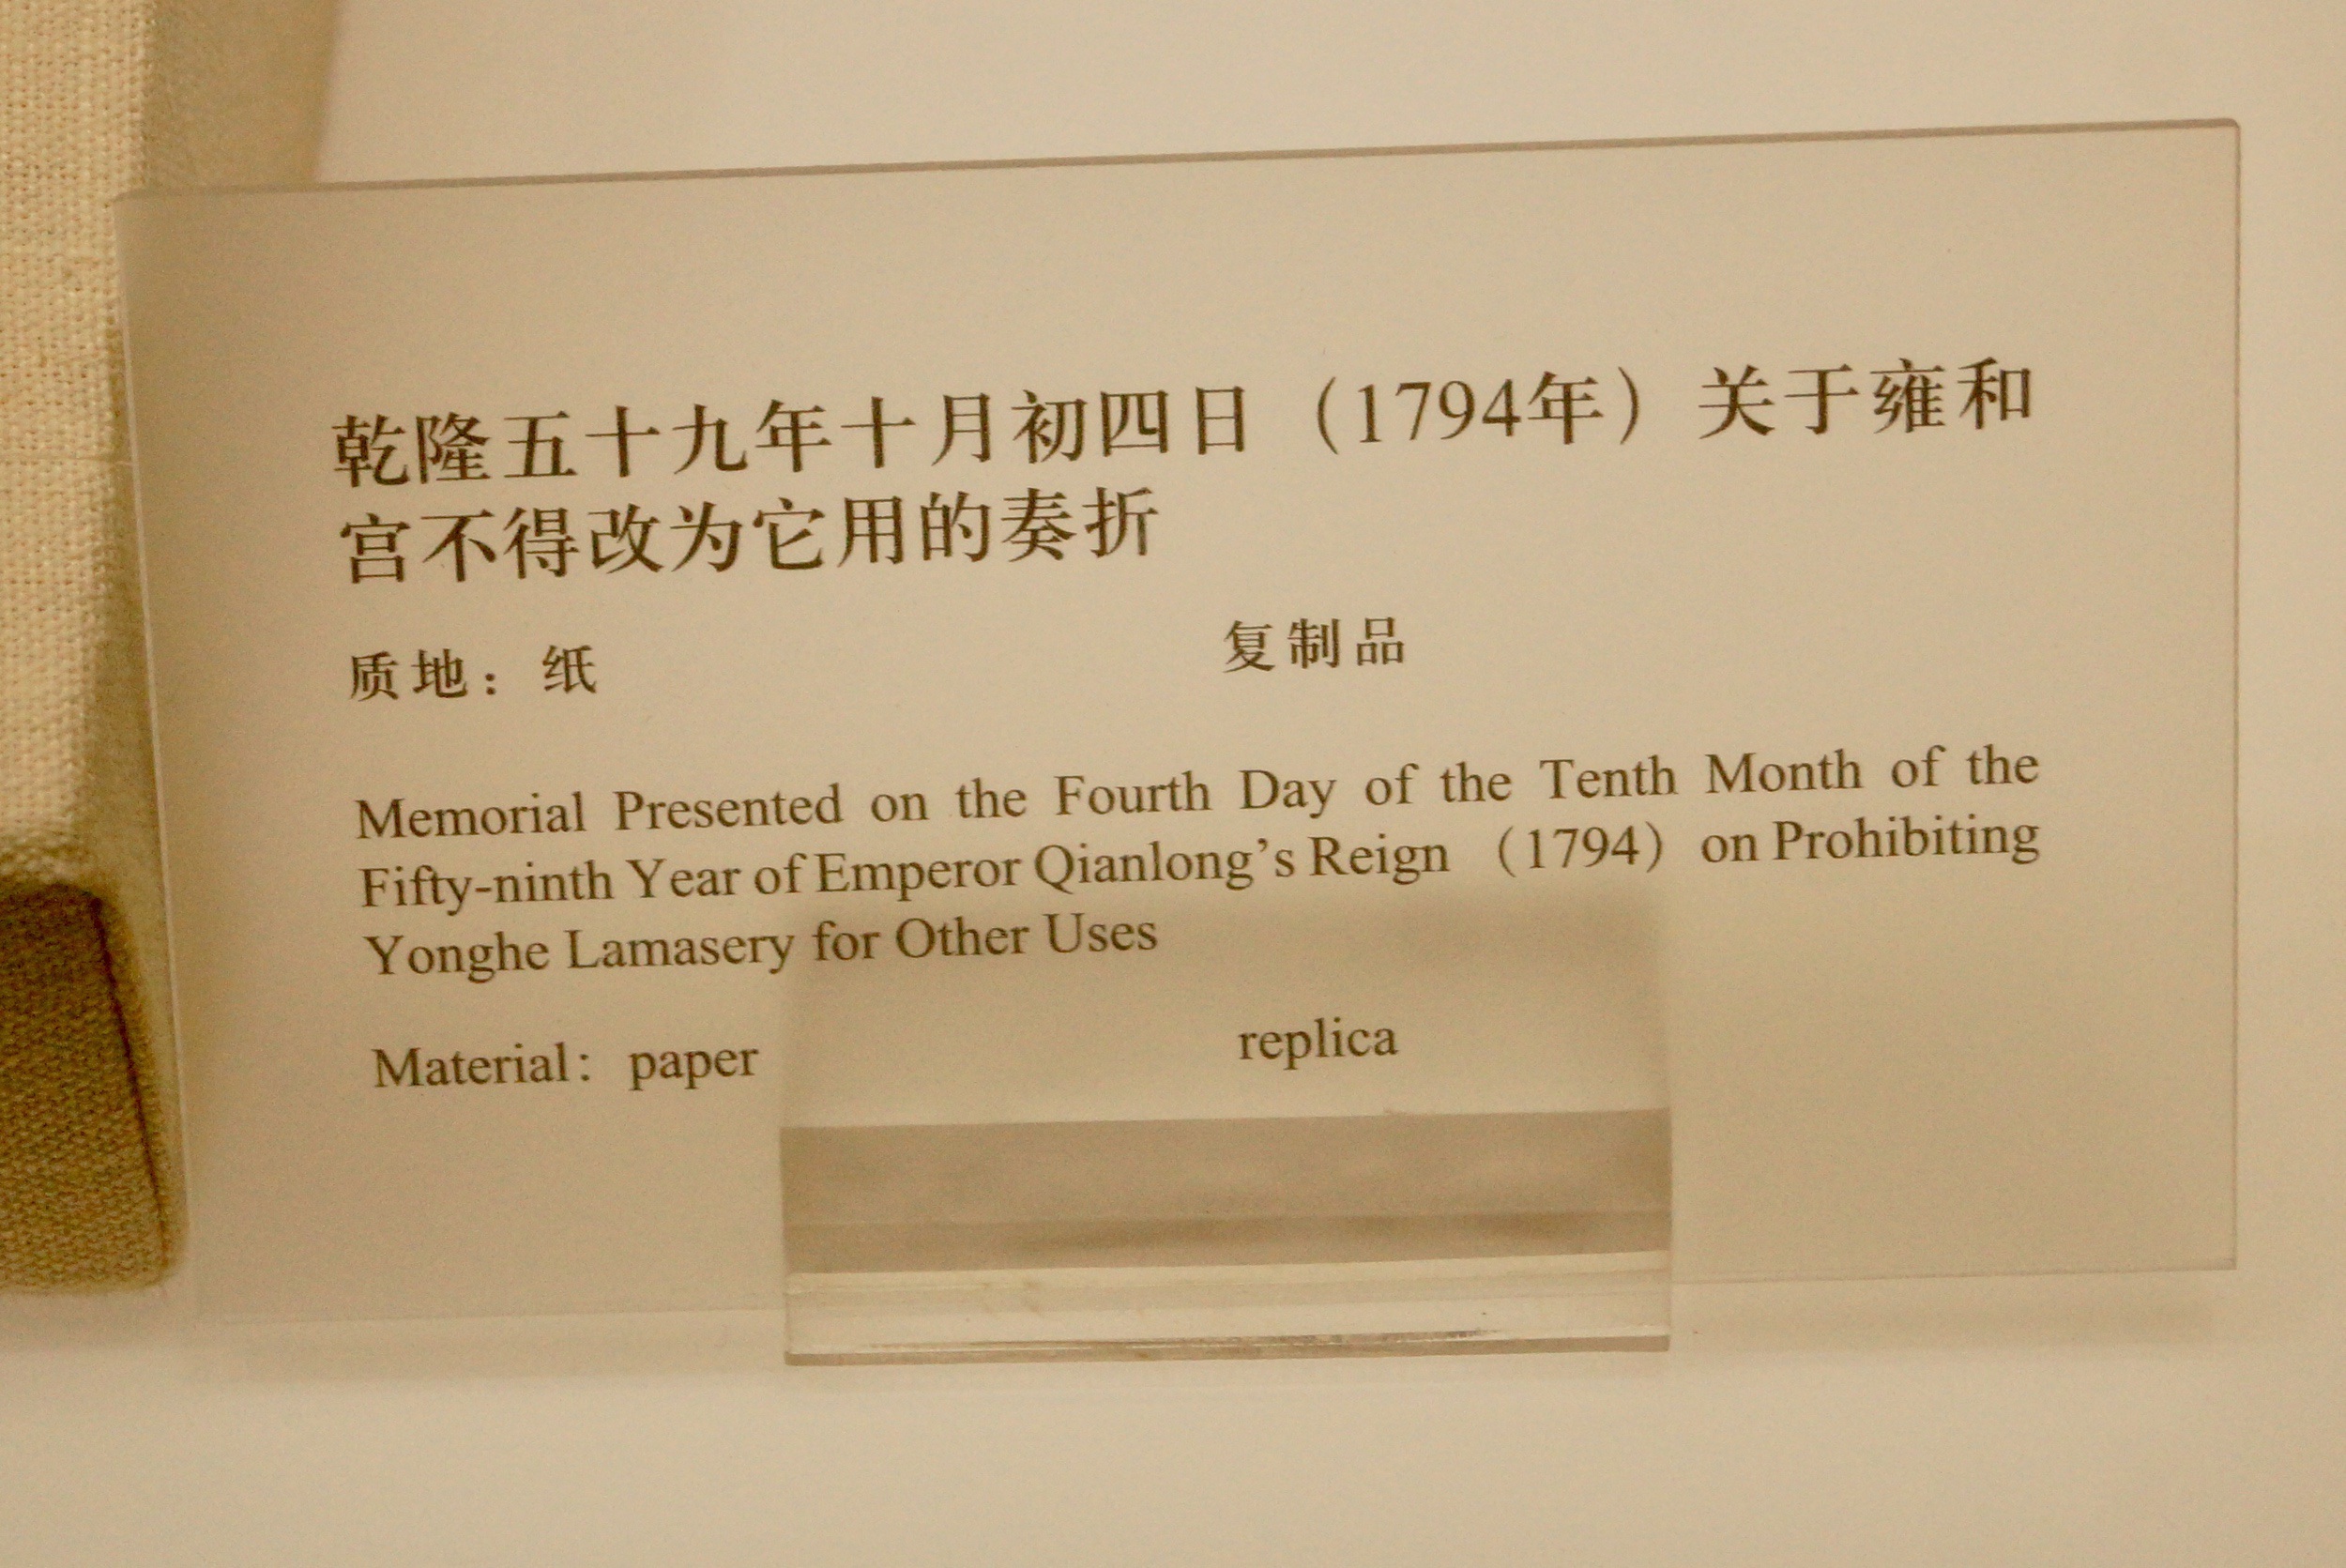 乾隆五十九年十月初四日（1794年）关于雍和
宫不得改为它用的奏折
质地：纸 复制品
Memorial Presented on the Fourth Day of the Tenth Month of the
Fifty-ninth Year of Emperor Qianlong's Reign（1794）on Prohibiting
Yonghe Lamasery for Other Uses
Material: paper replica